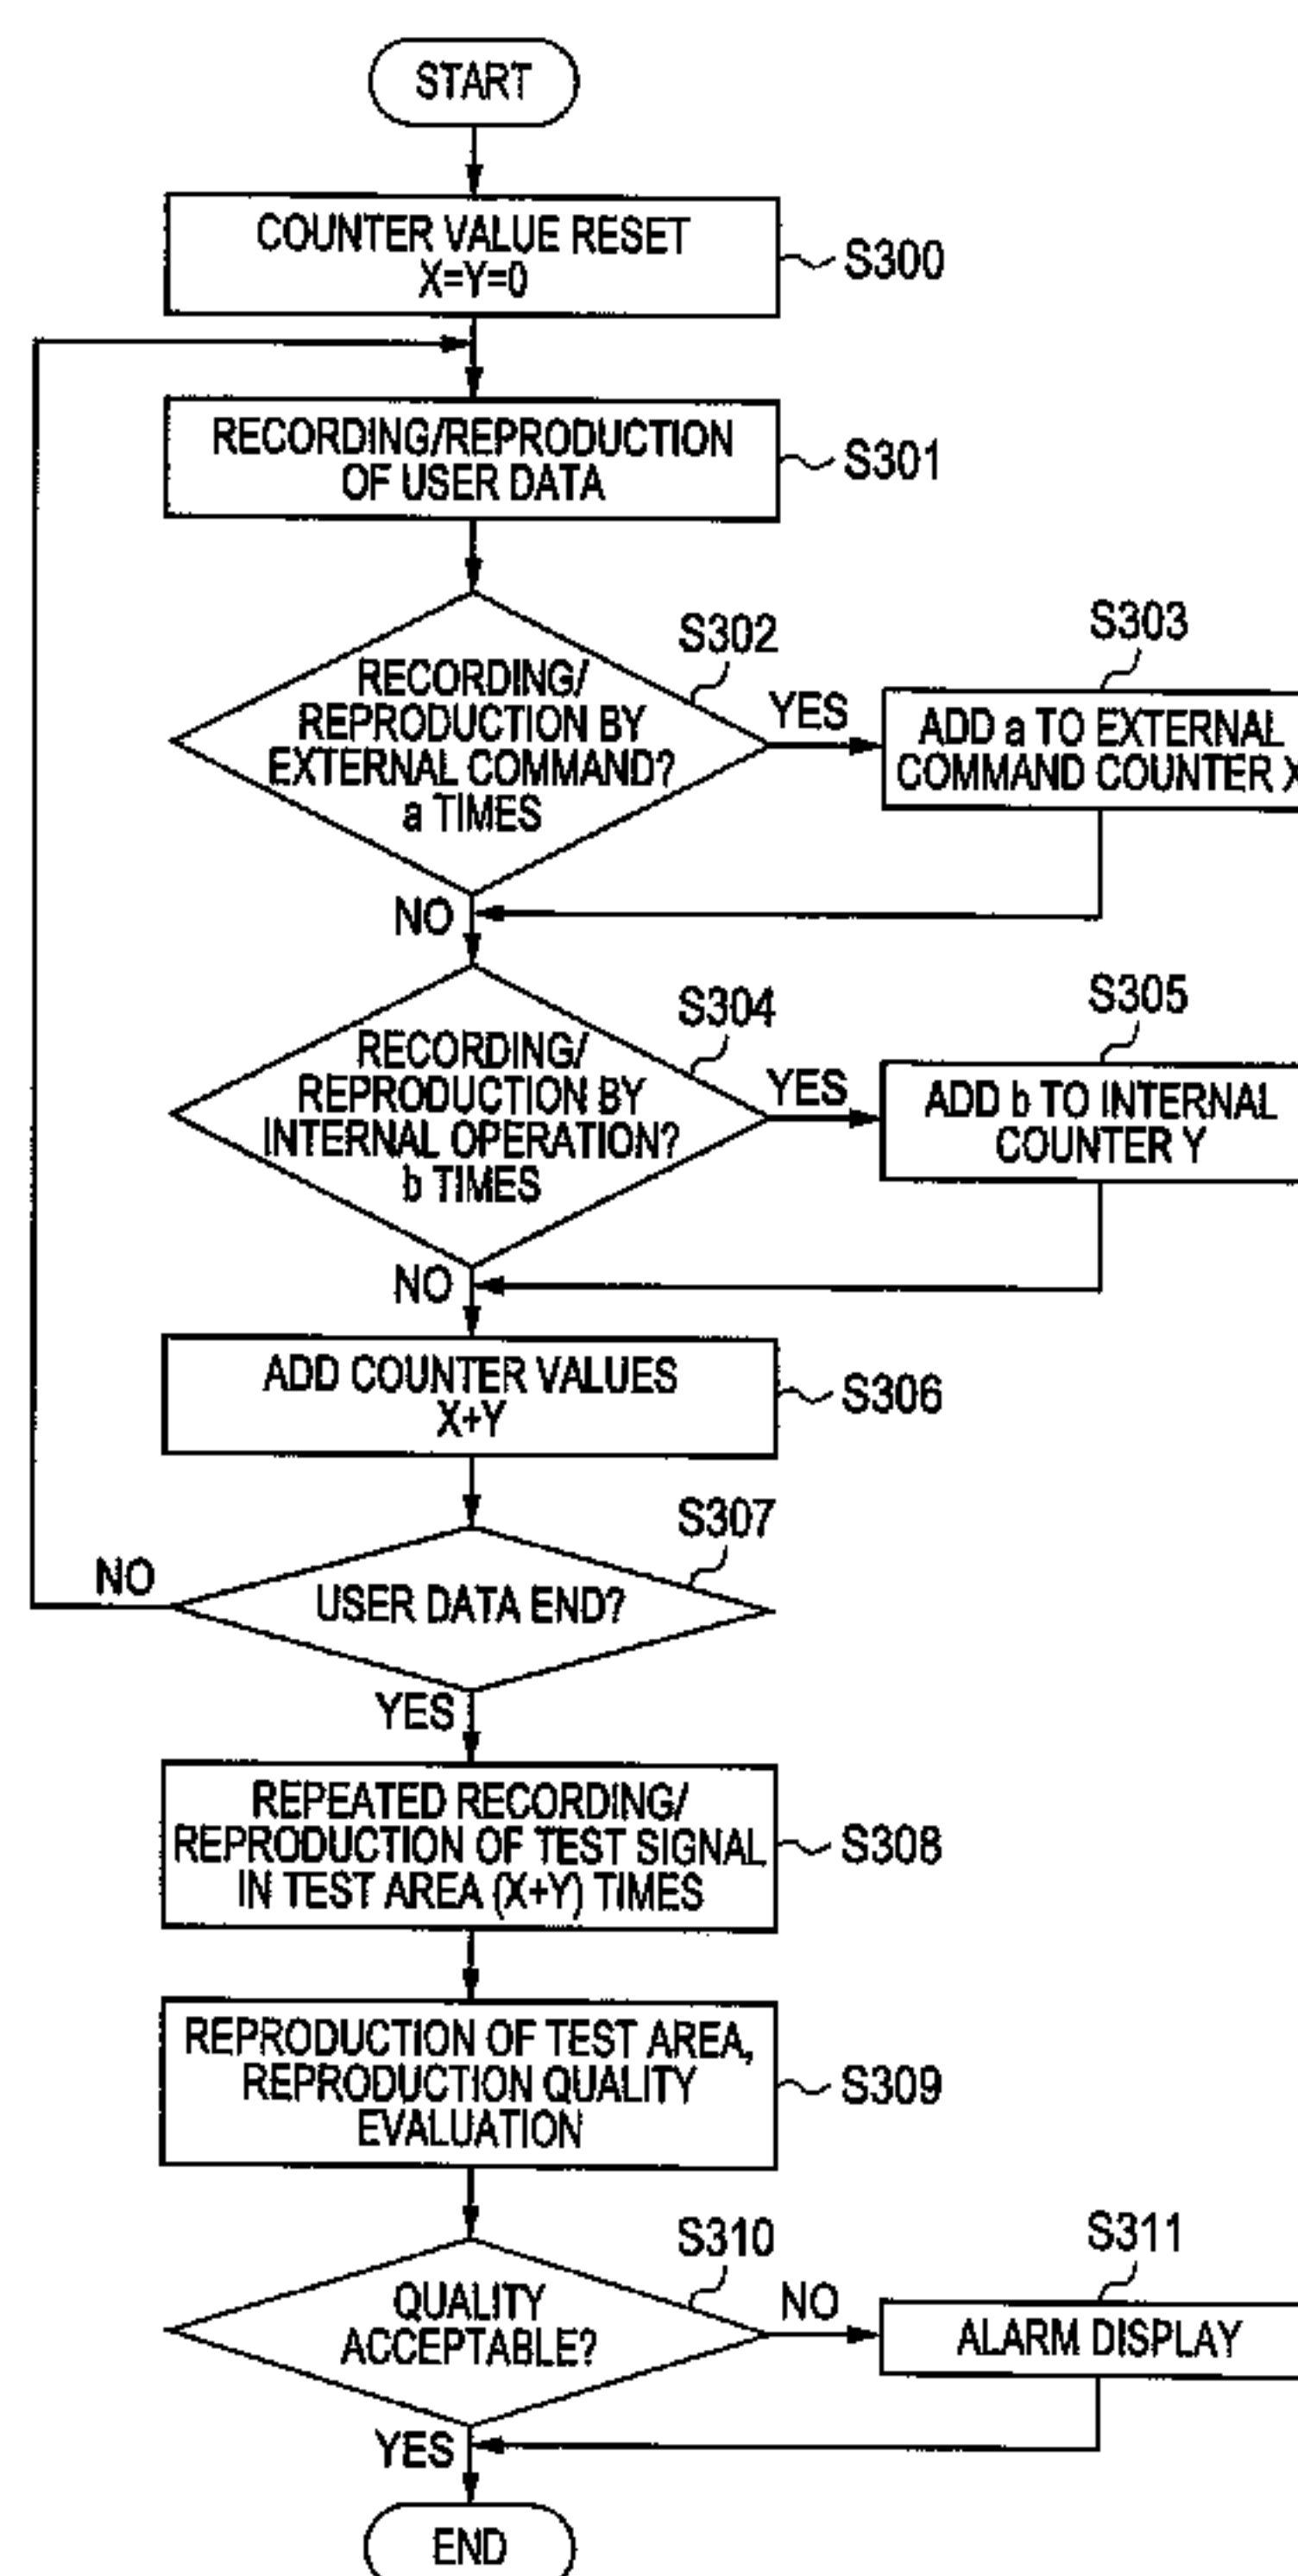 START
COUNTER VALUE RESET
X=Y=0
S300
RECORDING/REPRODUCTION
OF USER DATA
S301
S302
RECORDING/
REPRODUCTION BY
EXTERNAL COMMAND?
a TIMES
YES
S303
ADD a TO EXTERNAL
COMMAND COUNTER X
NO
S304
RECORDING/
REPRODUCTION BY
INTERNAL OPERATION?
b TIMES
YES
S305
ADD b TO INTERNAL
COUNTER Y
NO
ADD COUNTER VALUES
X+Y
S306
S307
NO
USER DATA END?
YES
REPEATED RECORDING/
REPRODUCTION OF TEST SIGNAL
IN TEST AREA (X+Y) TIMES
S308
REPRODUCTION OF TEST AREA,
REPRODUCTION QUALITY
EVALUATION
S309
S310
QUALITY
ACCEPTABLE?
NO
S311
ALARM DISPLAY
YES
END